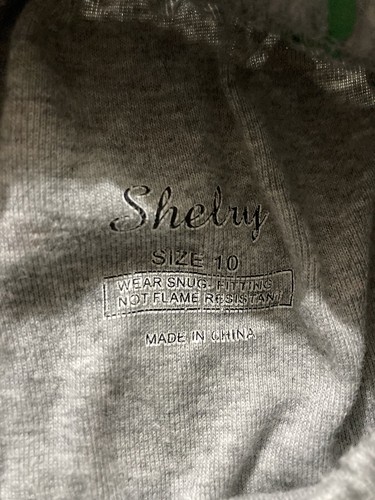 Shelry
SIZE 10
WEAR SNUG-FITTING
NOT FLAME RESISTANT
MADE IN CHINA